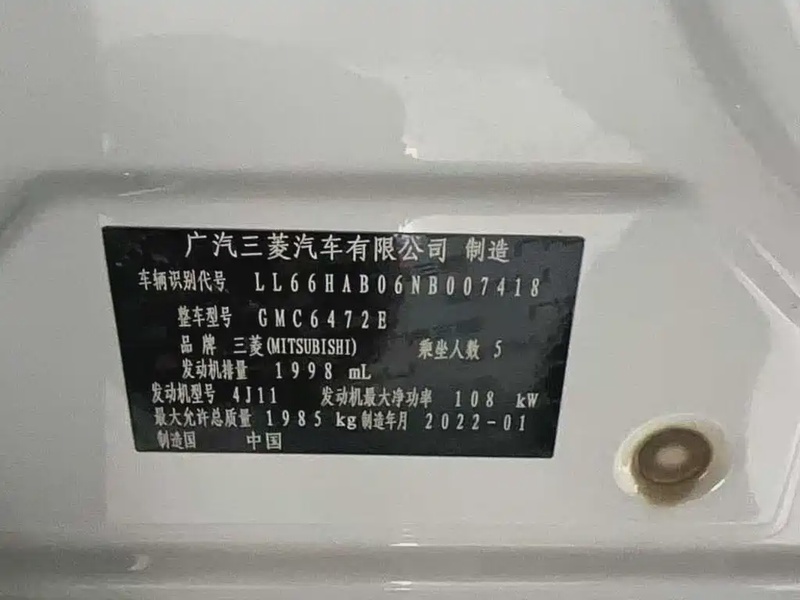 广汽三菱汽车有限公司 制造
车辆识别代号 LL66HAB06NB007418
整车型号 GMC6472E
品牌 三菱(MITSUBISHI) 乘坐人数 5
发动机排量 1998 mL
发动机型号 4J11 发动机最大净功率 108 kW
最大允许总质量 1985 kg 制造年月 2022-01
制造国 中国